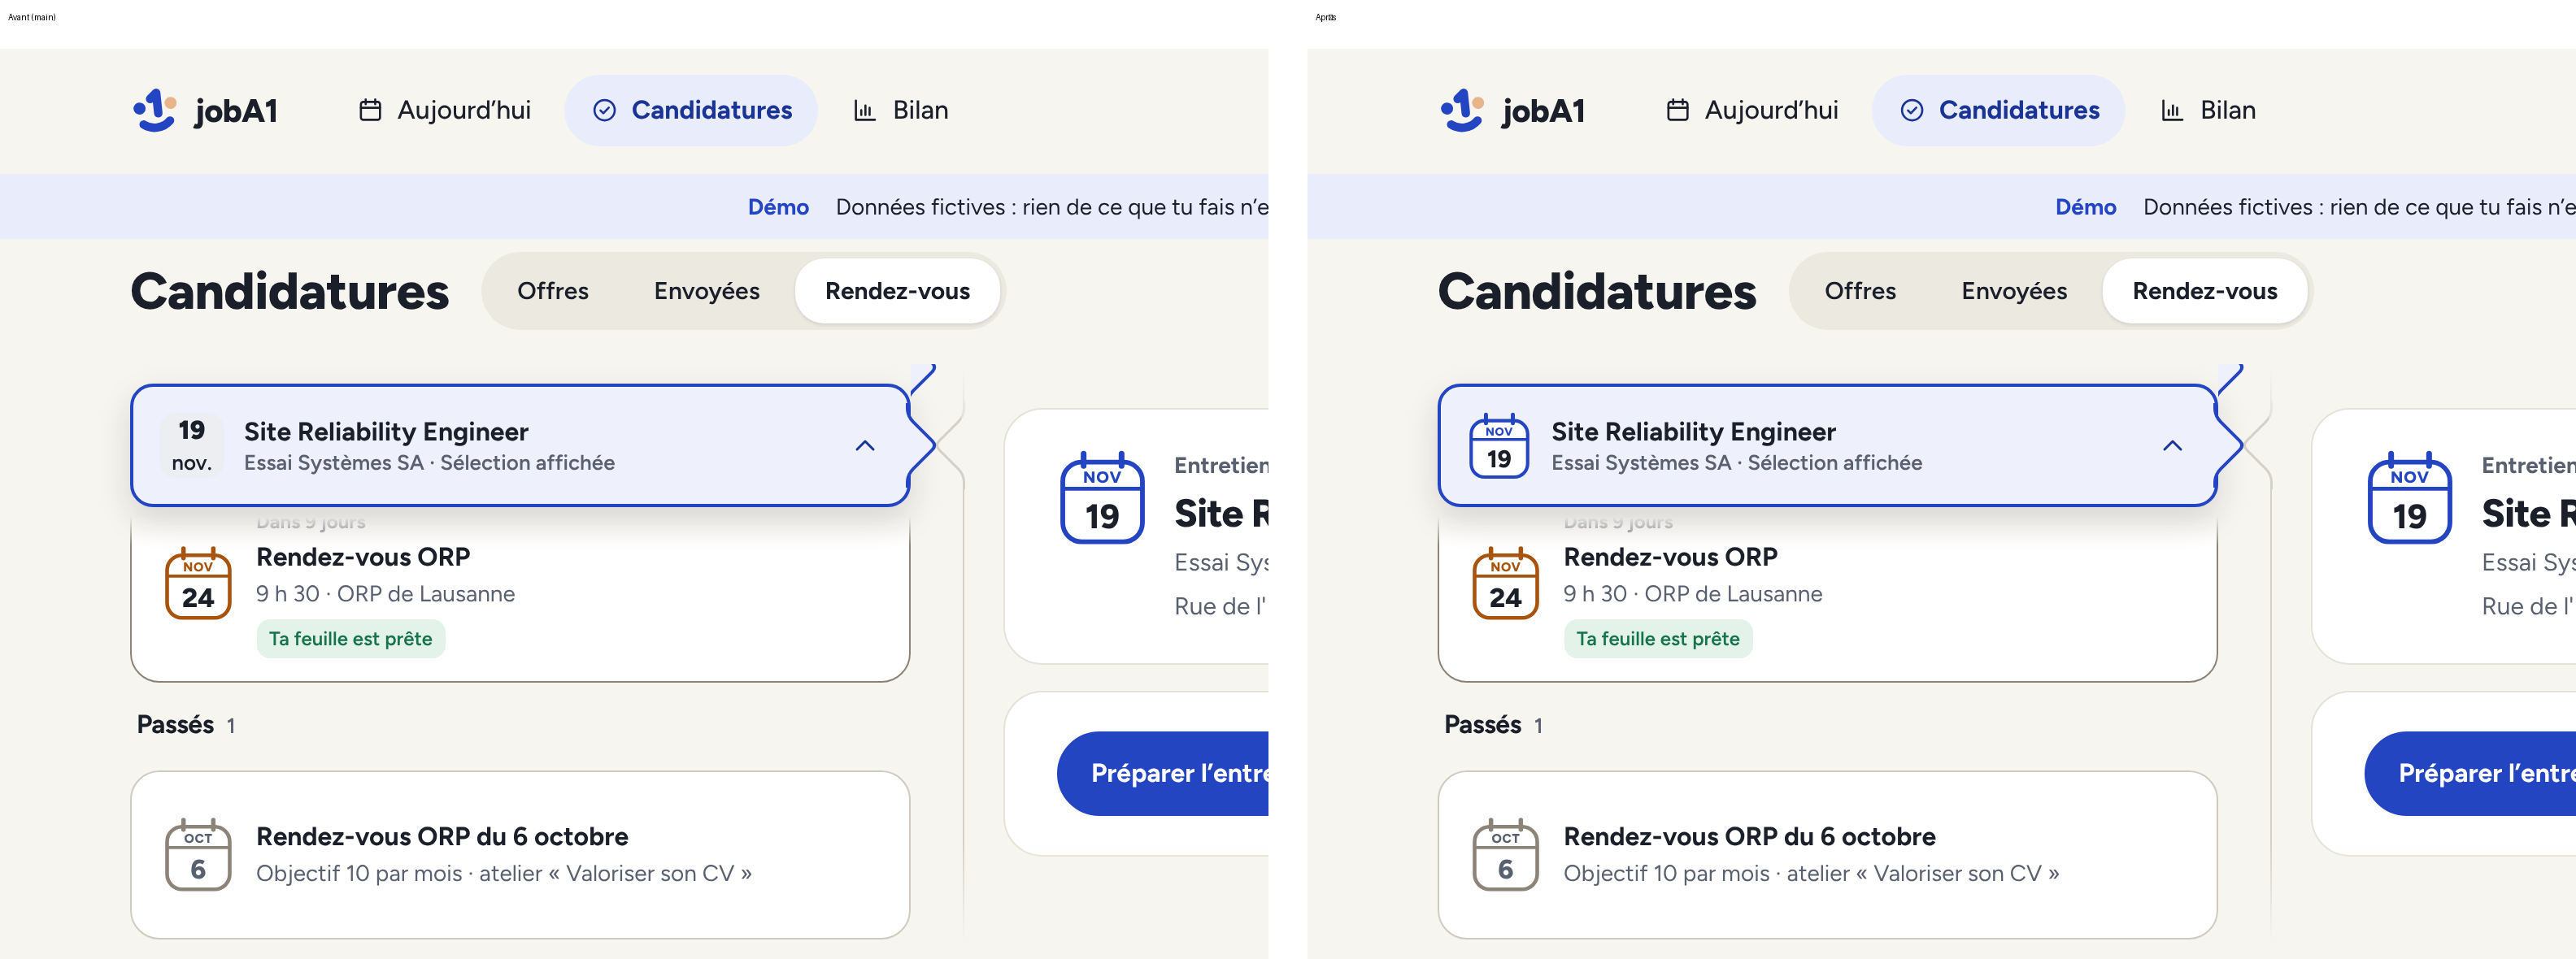 Avant (main)
jobA1
Aujourd’hui
Candidatures
Bilan
Démo Données fictives : rien de ce que tu fais n’e
Candidatures
Offres
Envoyées
Rendez-vous
19
nov.
Site Reliability Engineer
Essai Systèmes SA · Sélection affichée
Dans 9 jours
NOV
24
Rendez-vous ORP
9 h 30 · ORP de Lausanne
Ta feuille est prête
Passés 1
OCT
6
Rendez-vous ORP du 6 octobre
Objectif 10 par mois · atelier « Valoriser son CV »
NOV
19
Entretien
Site R
Essai Sys
Rue de l'
Préparer l’entre
jobA1
Aujourd’hui
Candidatures
Bilan
Démo Données fictives : rien de ce que tu fais n’e
Candidatures
Offres
Envoyées
Rendez-vous
NOV
19
Site Reliability Engineer
Essai Systèmes SA · Sélection affichée
Dans 9 jours
NOV
24
Rendez-vous ORP
9 h 30 · ORP de Lausanne
Ta feuille est prête
Passés 1
OCT
6
Rendez-vous ORP du 6 octobre
Objectif 10 par mois · atelier « Valoriser son CV »
NOV
19
Entretien
Site R
Essai Sys
Rue de l'
Préparer l’entre